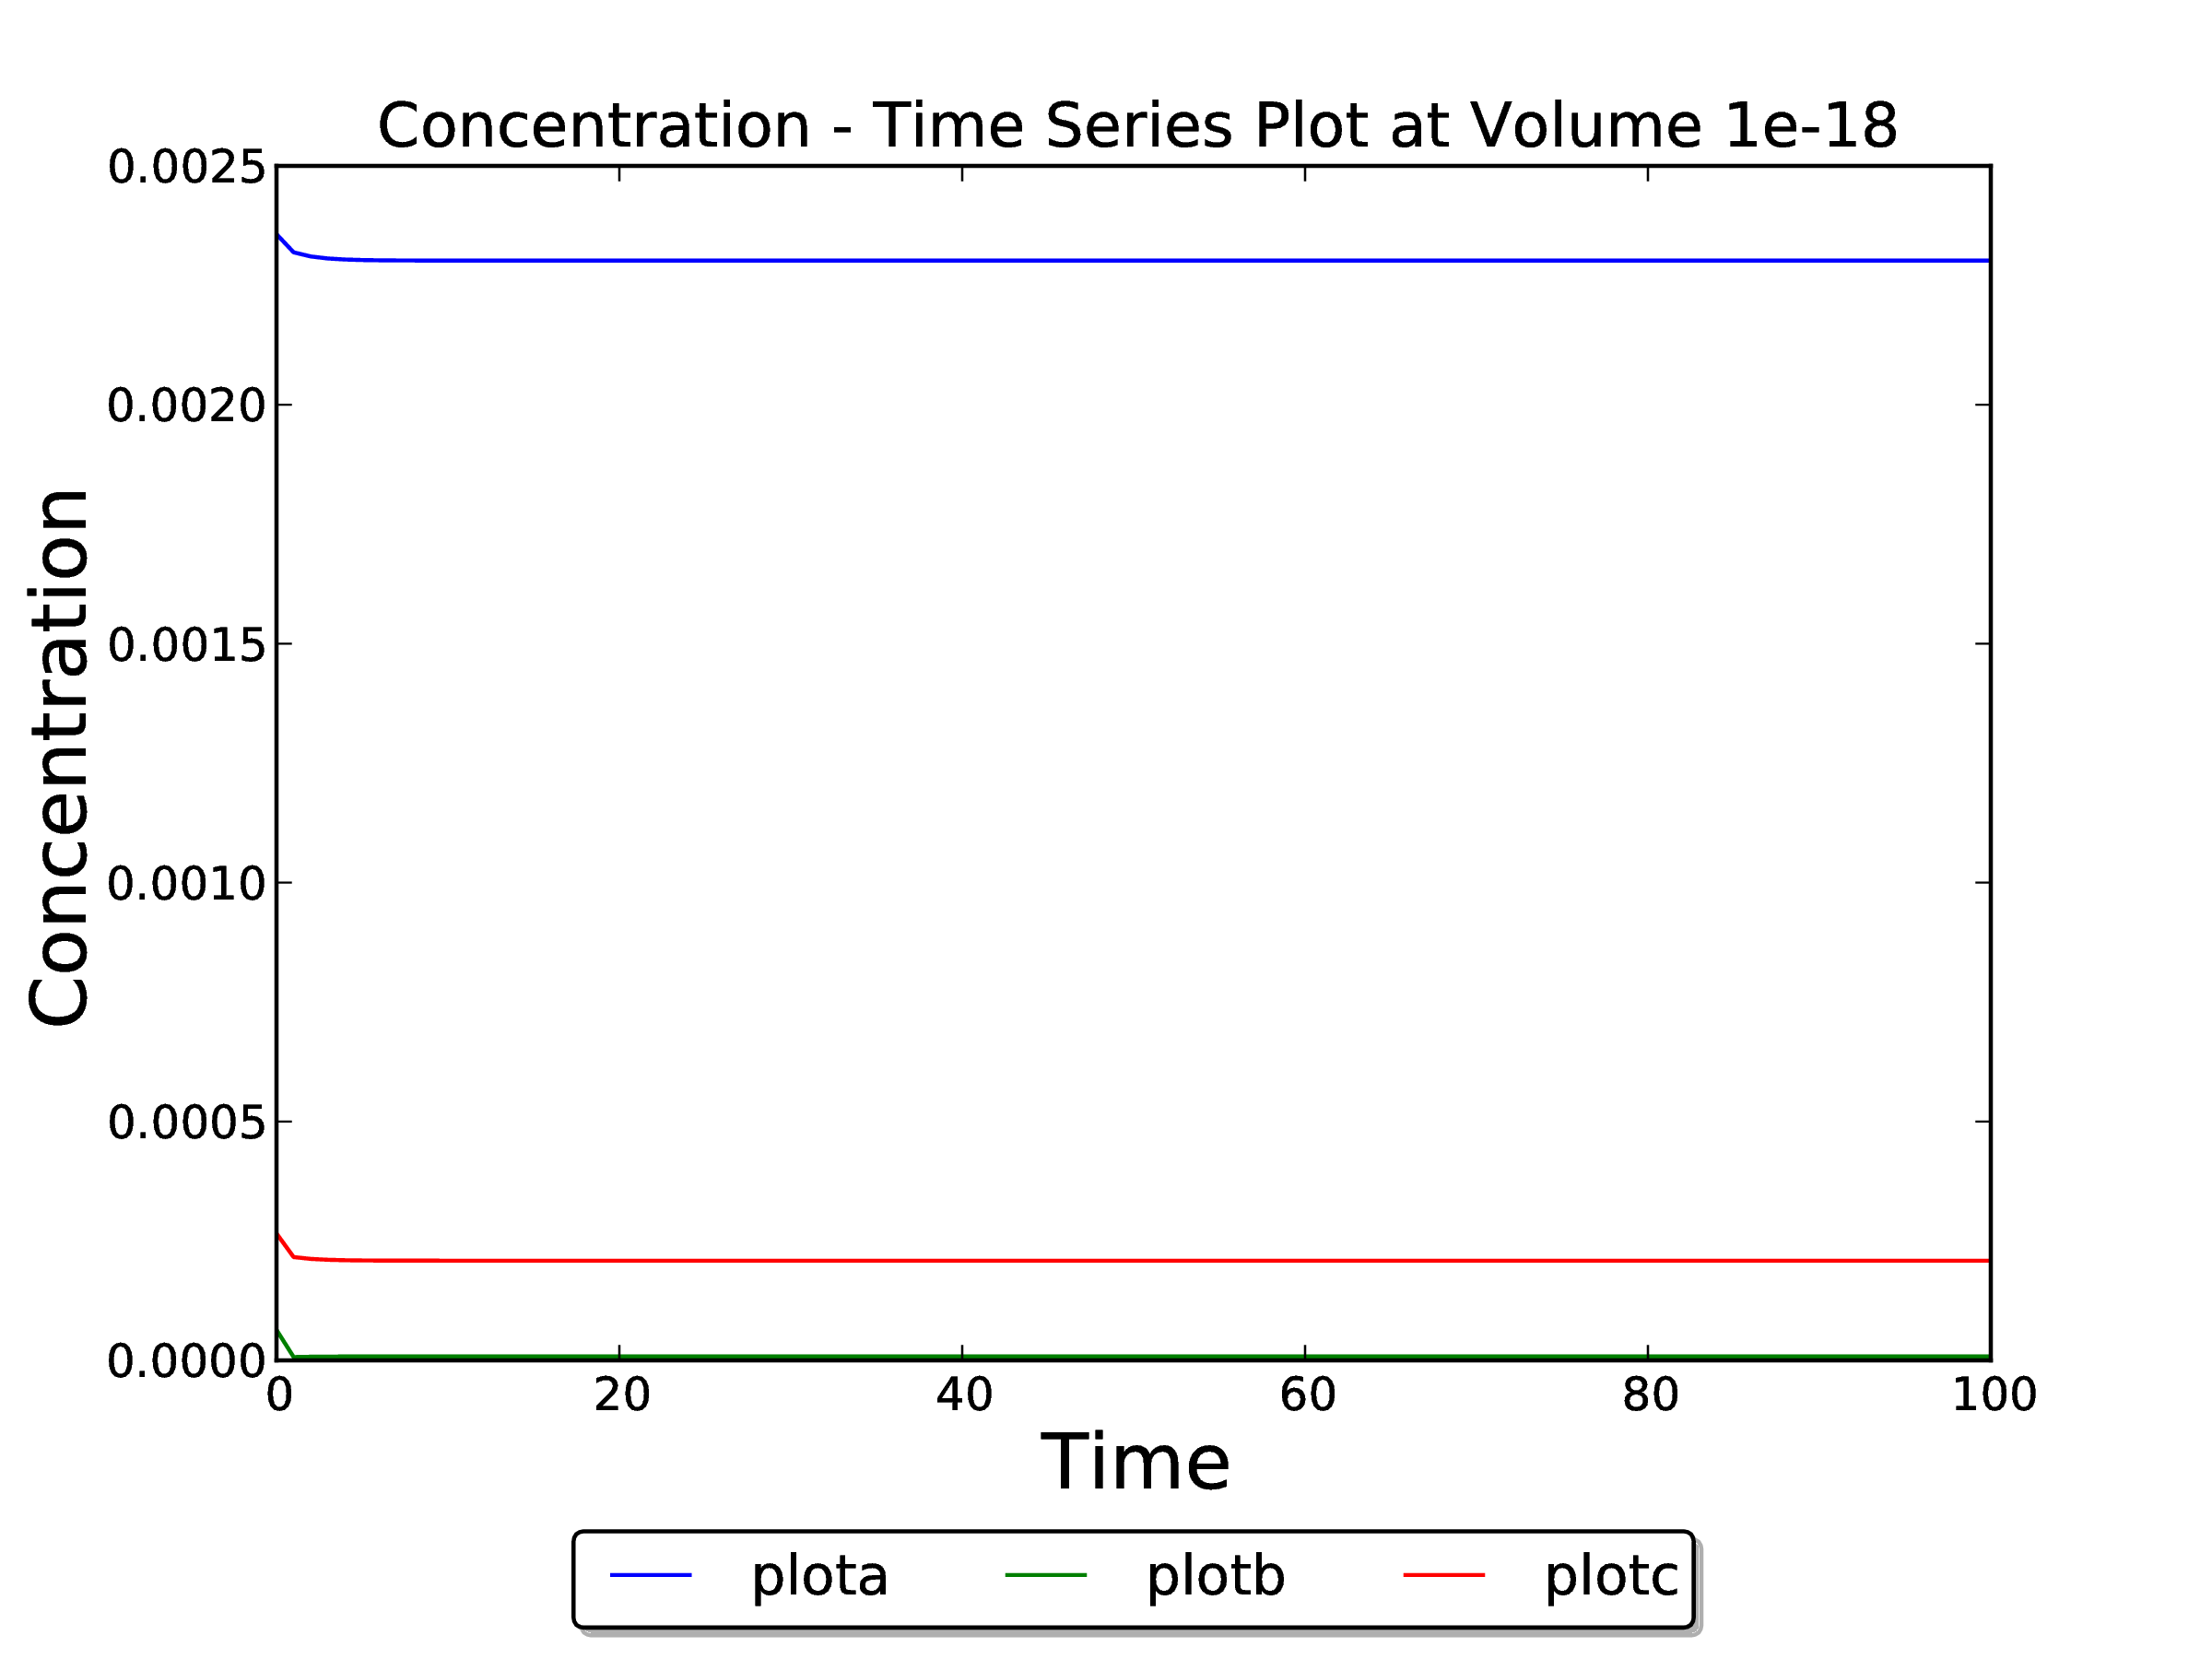 Concentration - Time Series Plot at Volume 1e-18
0.0025
0.0020
0.0015
0.0010
0.0005
0.0000
Concentration
0 20 40 60 80 100
Time
plota plotb plotc